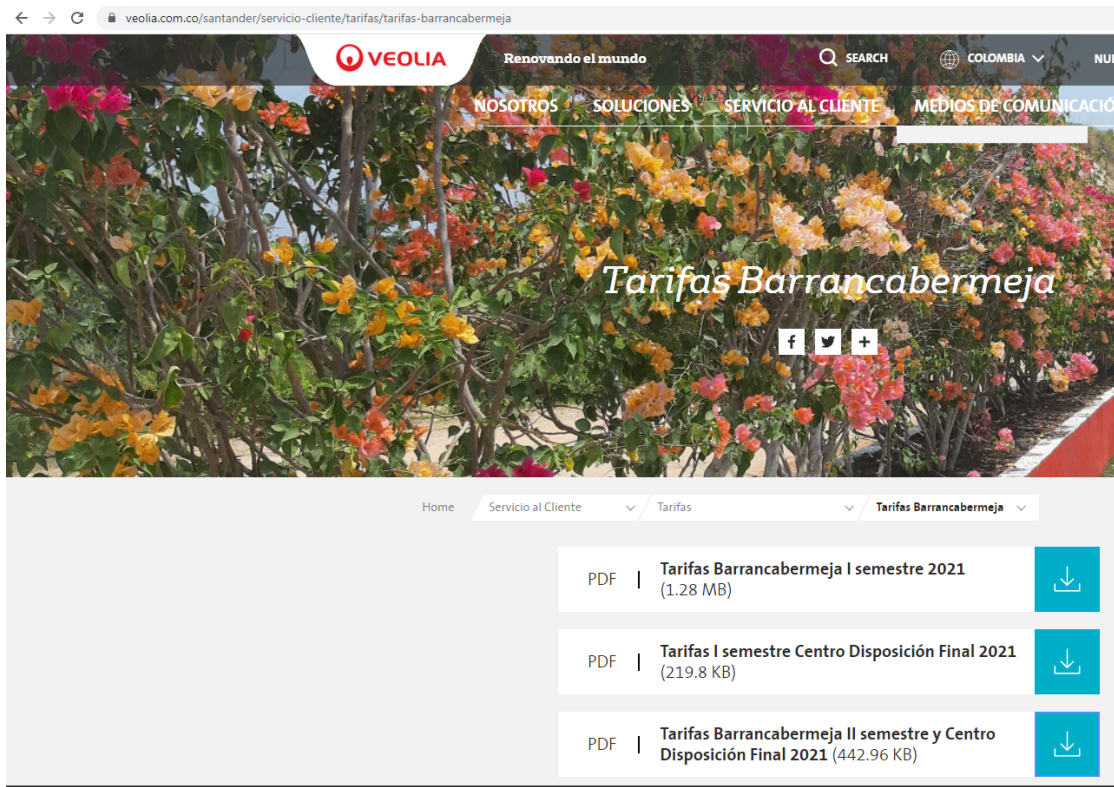 veolia.com.co/santander/servicio-cliente/tarifas/tarifas-barrancabermeja
VEOLIA
Renovando el mundo
SEARCH
COLOMBIA
NOSOTROS SOLUCIONES SERVICIO AL CLIENTE MEDIOS DE COMUNICACIÓ
Tarifas Barrancabermeja
Home Servicio al Cliente Tarifas Tarifas Barrancabermeja
PDF
Tarifas Barrancabermeja I semestre 2021
(1.28 MB)
PDF
Tarifas I semestre Centro Disposición Final 2021
(219.8 KB)
PDF
Tarifas Barrancabermeja II semestre y Centro
Disposición Final 2021 (442.96 KB)